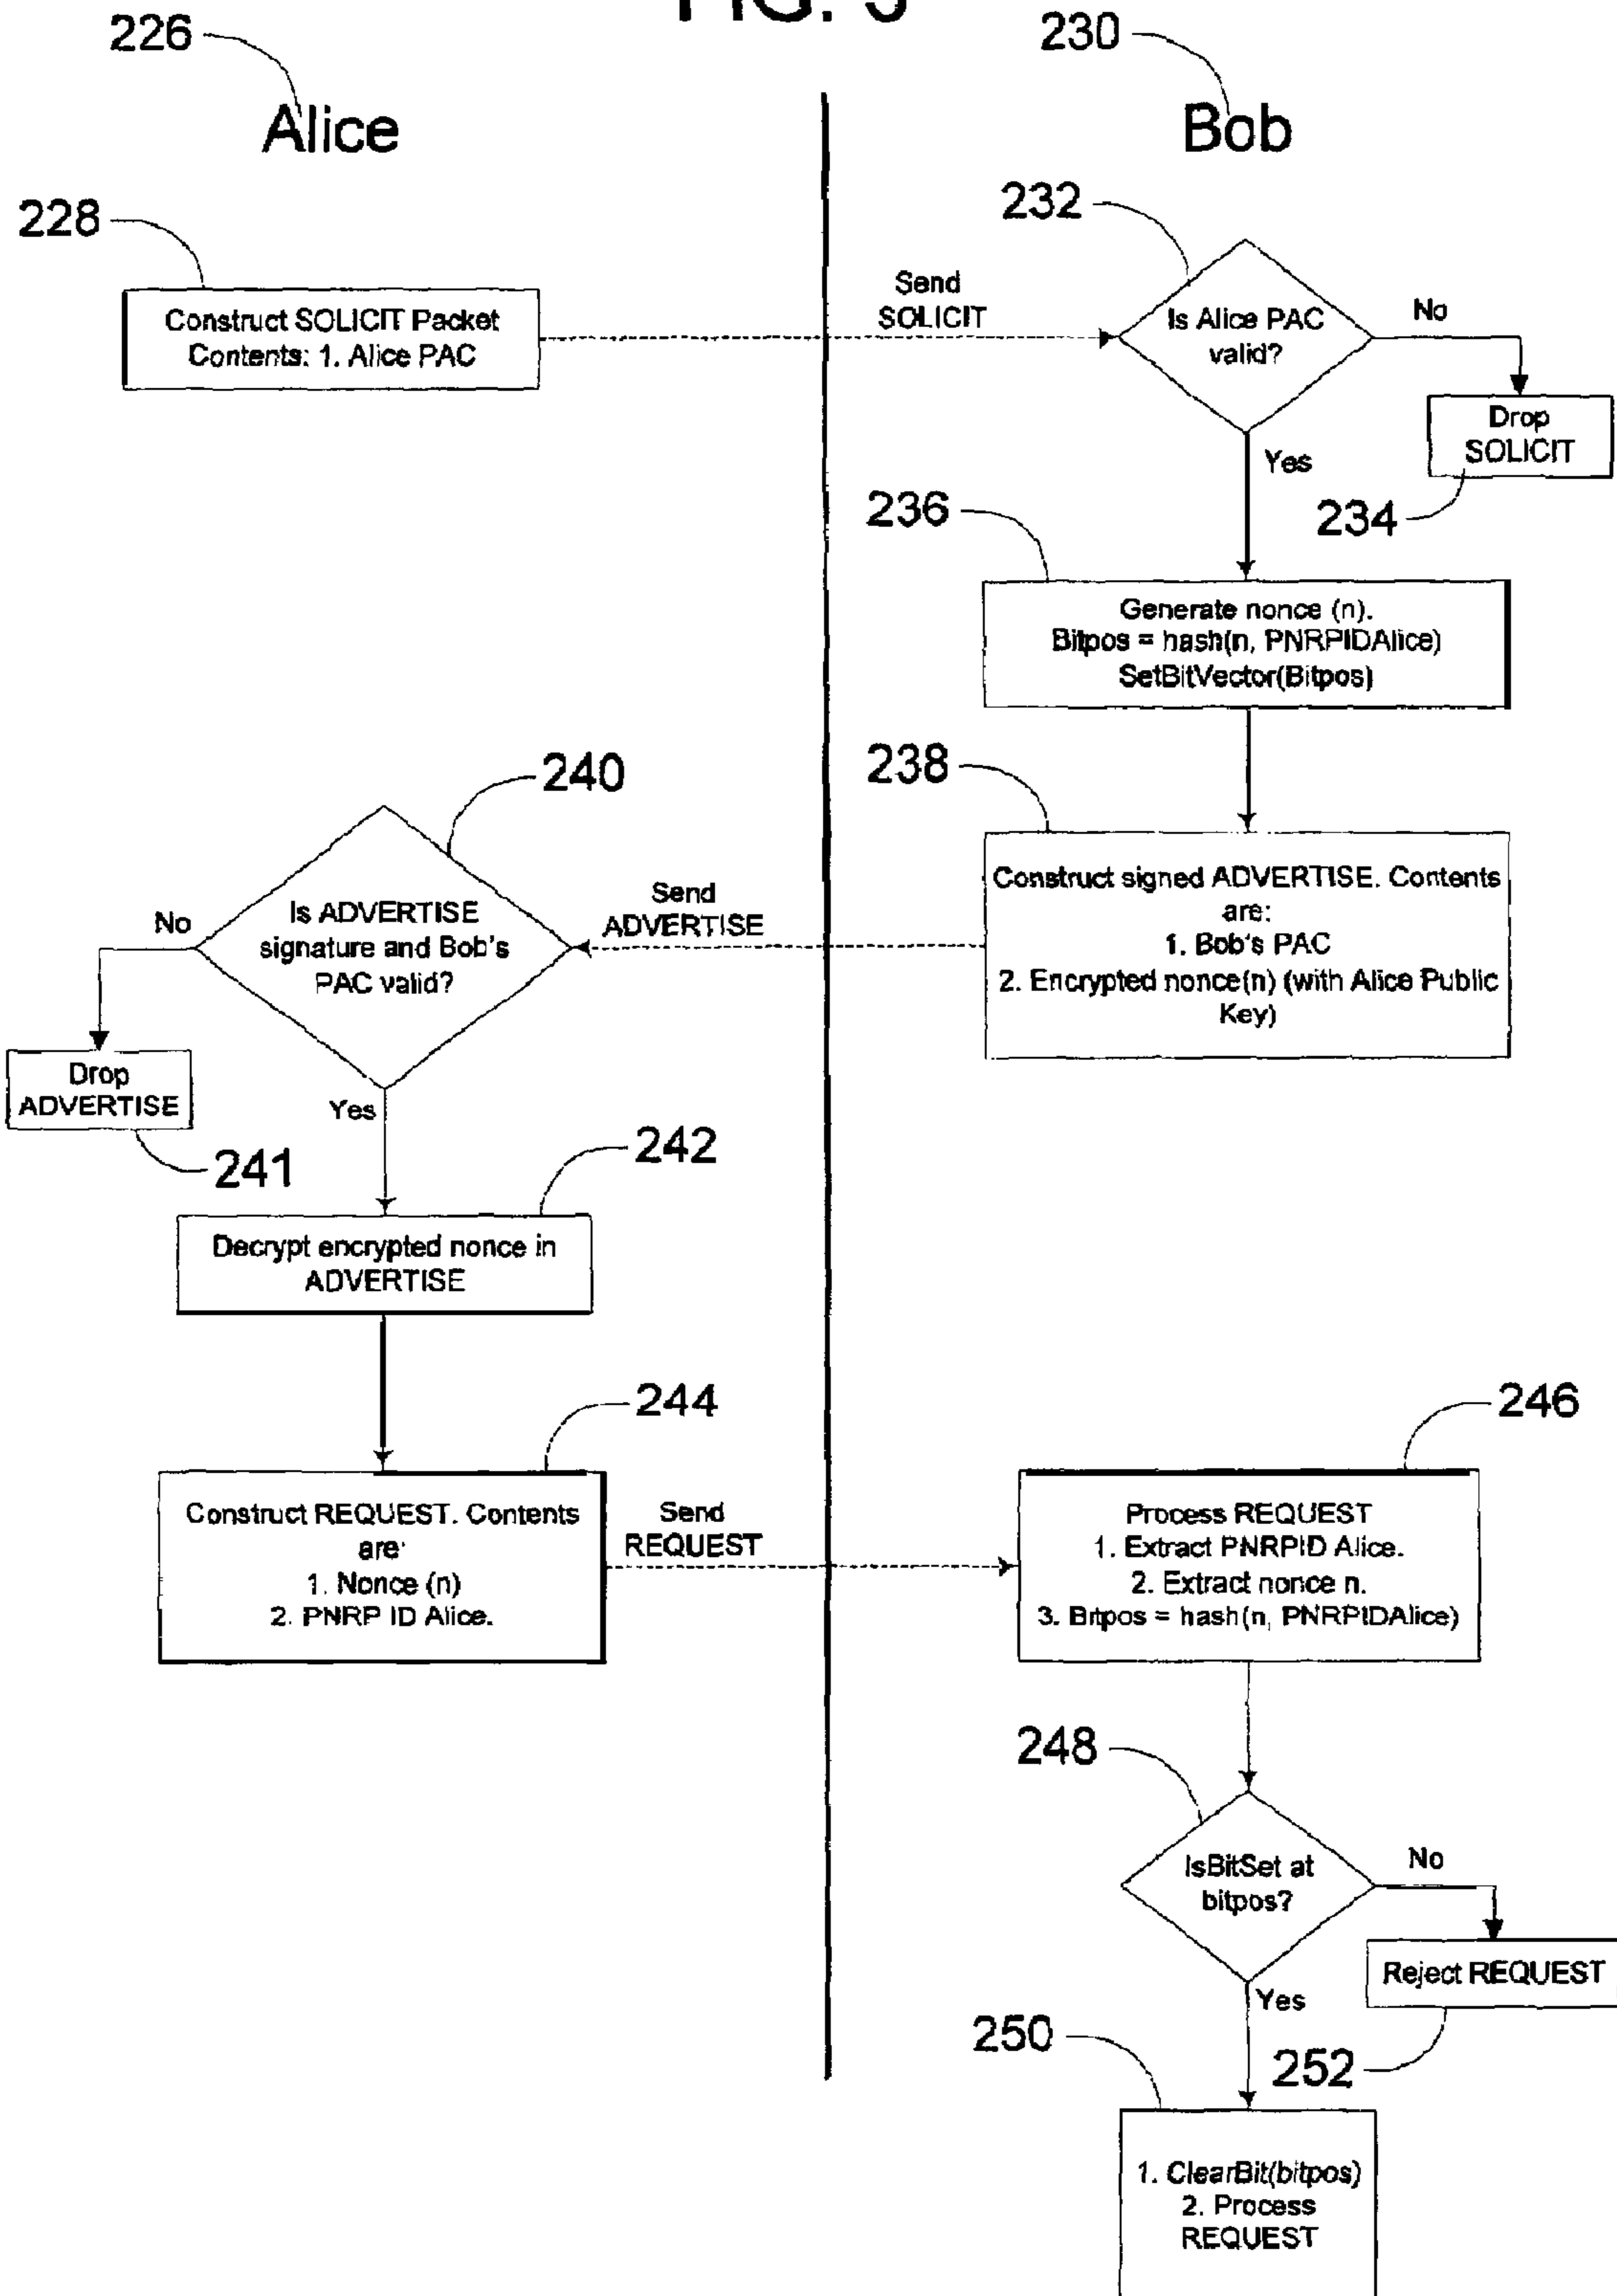 226
230
Alice
Bob
228
232
Construct SOLICIT Packet
Contents: 1. Alice PAC
Send
SOLICIT
Is Alice PAC
valid?
No
Drop
SOLICIT
Yes
234
236
Generate nonce (n).
Bitpos = hash(n, PNRPIDAlice)
SetBitVector(Bitpos)
238
240
Construct signed ADVERTISE. Contents
are:
1. Bob's PAC
2. Encrypted nonce(n) (with Alice Public
Key)
Send
ADVERTISE
Is ADVERTISE
signature and Bob's
PAC valid?
No
Drop
ADVERTISE
Yes
241
242
Decrypt encrypted nonce in
ADVERTISE
244
246
Construct REQUEST. Contents
are:
1. Nonce (n)
2. PNRP ID Alice.
Send
REQUEST
Process REQUEST
1. Extract PNRPID Alice.
2. Extract nonce n.
3. Bitpos = hash(n, PNRPIDAlice)
248
IsBitSet at
bitpos?
No
Reject REQUEST
Yes
250
252
1. ClearBit(bitpos)
2. Process
REQUEST